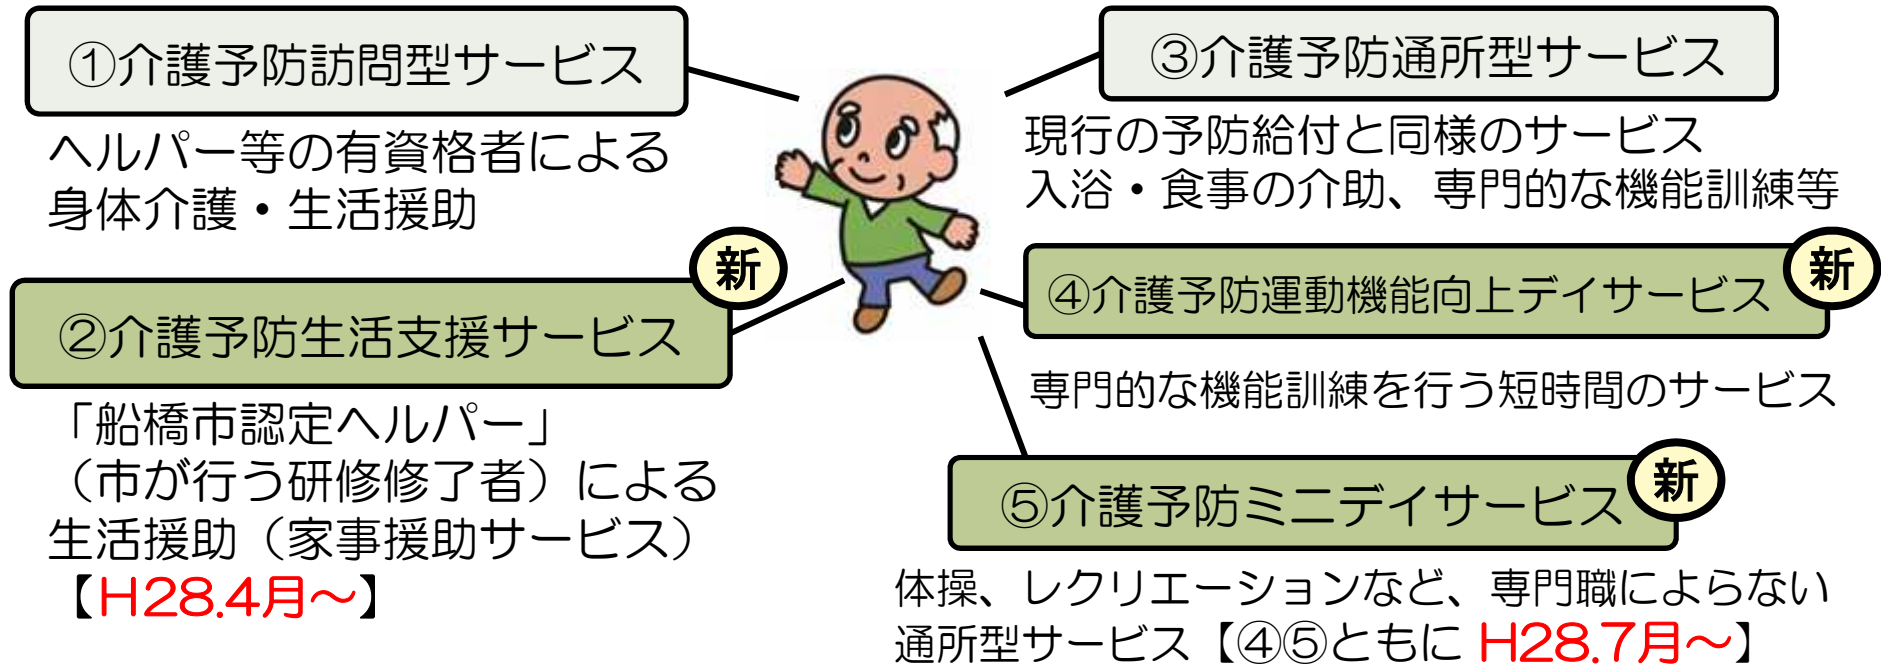 ①介護予防訪問型サービス
ヘルパー等の有資格者による
身体介護・生活援助
新
②介護予防生活支援サービス
「船橋市認定ヘルパー」
（市が行う研修修了者）による
生活援助（家事援助サービス）
【H28.4月～】
③介護予防通所型サービス
現行の予防給付と同様のサービス
入浴・食事の介助、専門的な機能訓練等
新
④介護予防運動機能向上デイサービス
専門的な機能訓練を行う短時間のサービス
新
⑤介護予防ミニデイサービス
体操、レクリエーションなど、専門職によらない
通所型サービス【④⑤ともに H28.7月～】